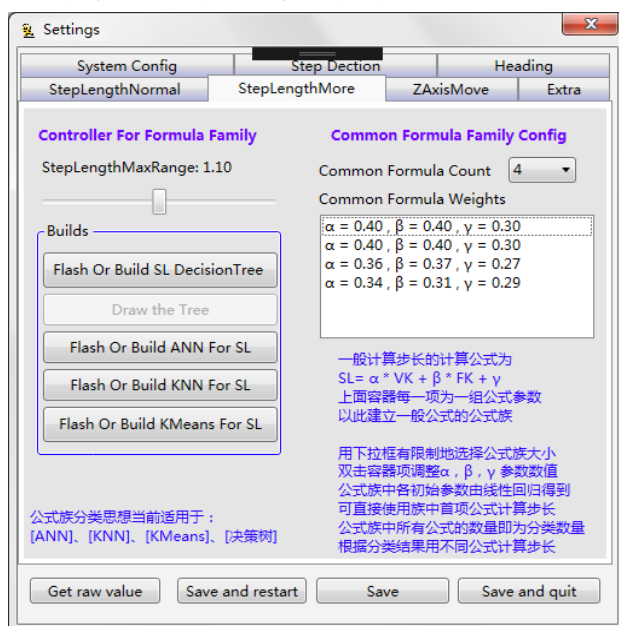 Settings
System Config
Step Dection
Heading
StepLengthNormal
StepLengthMore
ZAxisMove
Extra
Controller For Formula Family
StepLengthMaxRange: 1.10
Builds
Flash Or Build SL DecisionTree
Draw the Tree
Flash Or Build ANN For SL
Flash Or Build KNN For SL
Flash Or Build KMeans For SL
公式族分类思想当前适用于：
[ANN]、[KNN]、[KMeans]、[决策树]
Common Formula Family Config
Common Formula Count 4
Common Formula Weights
α = 0.40 , β = 0.40 , γ = 0.30
α = 0.40 , β = 0.40 , γ = 0.30
α = 0.36 , β = 0.37 , γ = 0.27
α = 0.34 , β = 0.31 , γ = 0.29
一般计算步长的计算公式为
SL= α * VK + β * FK + γ
上面容器每一项为一组公式参数
以此建立一般公式的公式族
用下拉框有限制地选择公式族大小
双击容器项调整α , β , γ 参数数值
公式族中各初始参数由线性回归得到
可直接使用族中首项公式计算步长
公式族中所有公式的数量即为分类数量
根据分类结果用不同公式计算步长
Get raw value
Save and restart
Save
Save and quit